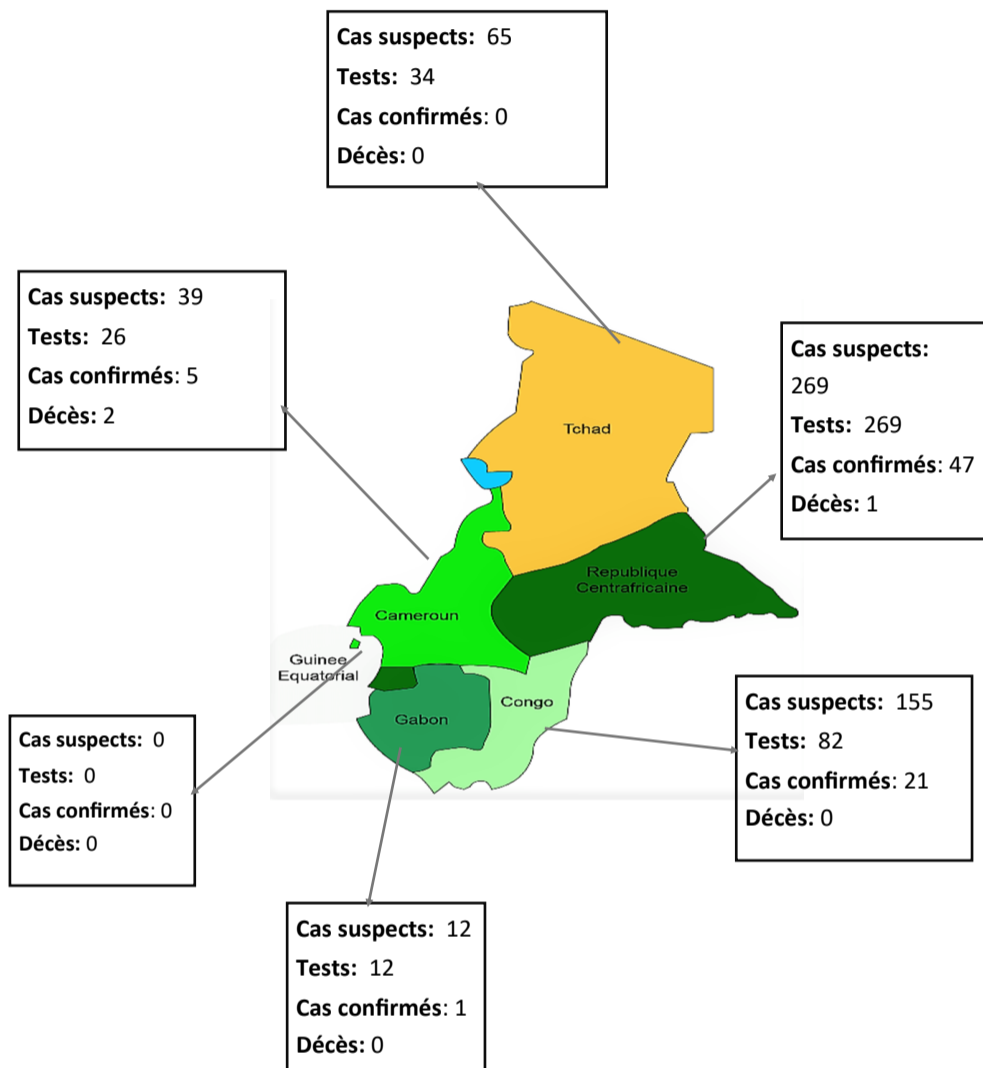 Cas suspects: 65
Tests: 34
Cas confirmés: 0
Décès: 0
Cas suspects: 39
Tests: 26
Cas confirmés: 5
Décès: 2
Cas suspects:
269
Tests: 269
Cas confirmés: 47
Décès: 1
Tchad
Republique
Centrafricaine
Cameroun
Guinee
Equatorial
Congo
Gabon
Cas suspects: 0
Tests: 0
Cas confirmés: 0
Décès: 0
Cas suspects: 155
Tests: 82
Cas confirmés: 21
Décès: 0
Cas suspects: 12
Tests: 12
Cas confirmés: 1
Décès: 0